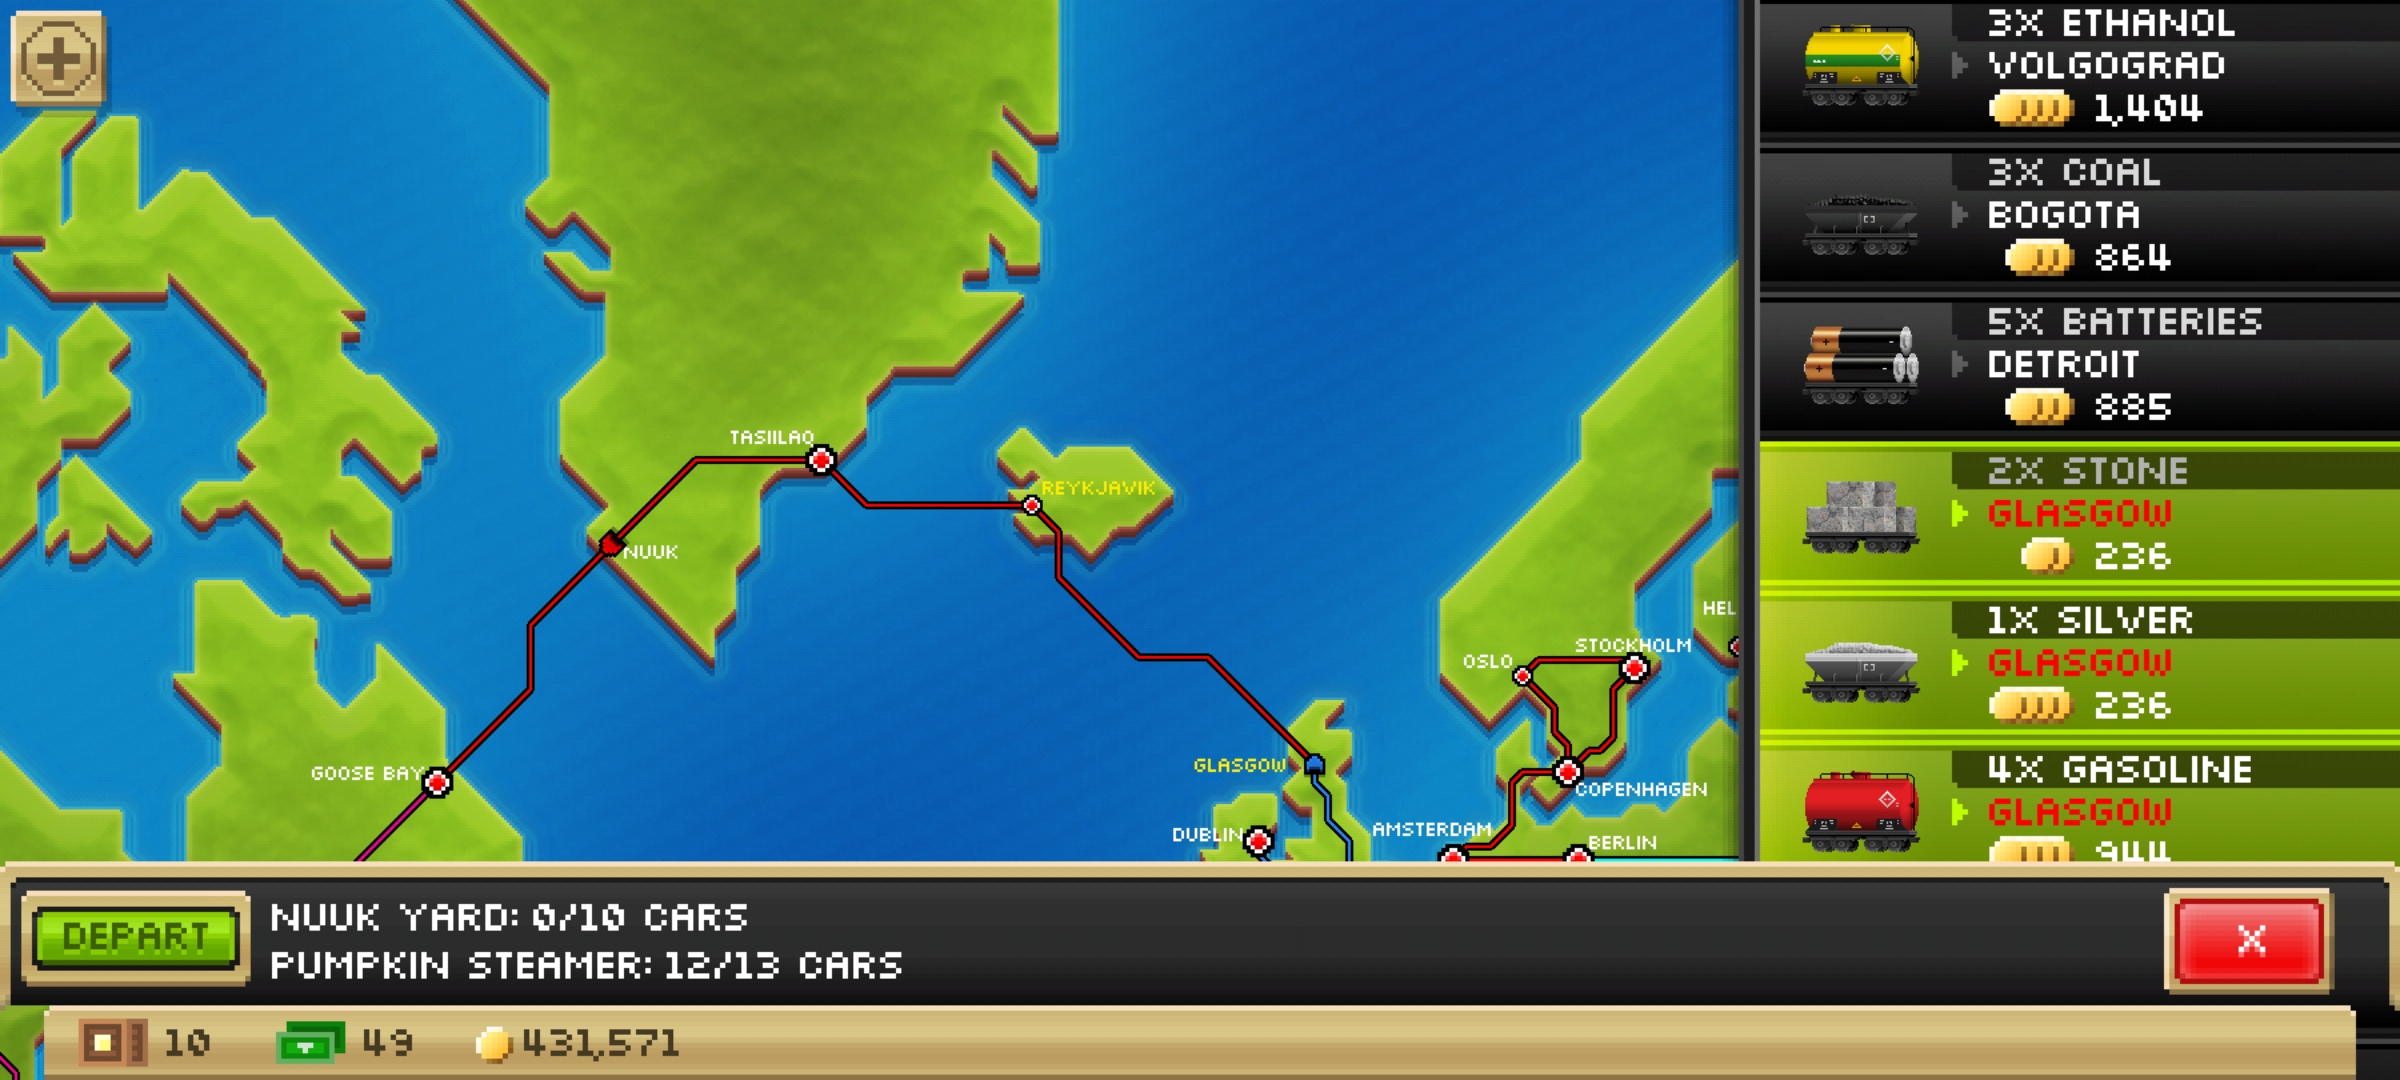 3X ETHANOL
VOLGOGRAD
1,404
3X COAL
BOGOTA
864
5X BATTERIES
DETROIT
885
2X STONE
GLASGOW
236
1X SILVER
GLASGOW
236
4X GASOLINE
GLASGOW
944
TASIILAQ
REYKJAVIK
NUUK
HEL
STOCKHOLM
OSLO
GOOSE BAY
GLASGOW
COPENHAGEN
DUBLIN
AMSTERDAM
BERLIN
DEPART
NUUK YARD: 0/10 CARS
PUMPKIN STEAMER: 12/13 CARS
X
10
49
431,571